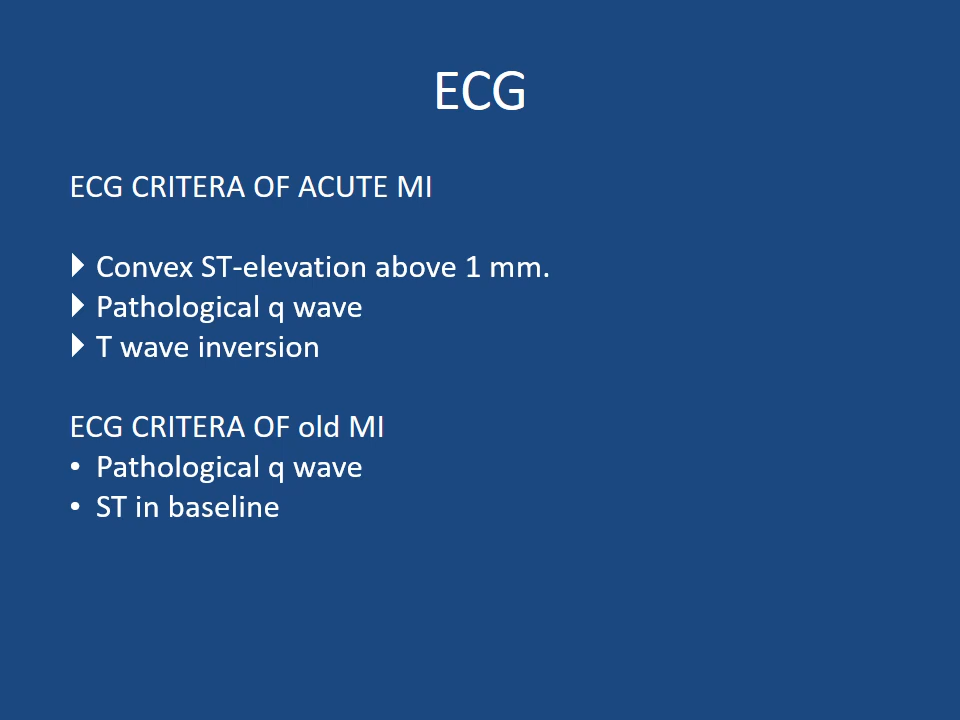 ECG
ECG CRITERA OF ACUTE MI
Convex ST-elevation above 1 mm.
Pathological q wave
T wave inversion
ECG CRITERA OF old MI
• Pathological q wave
• ST in baseline